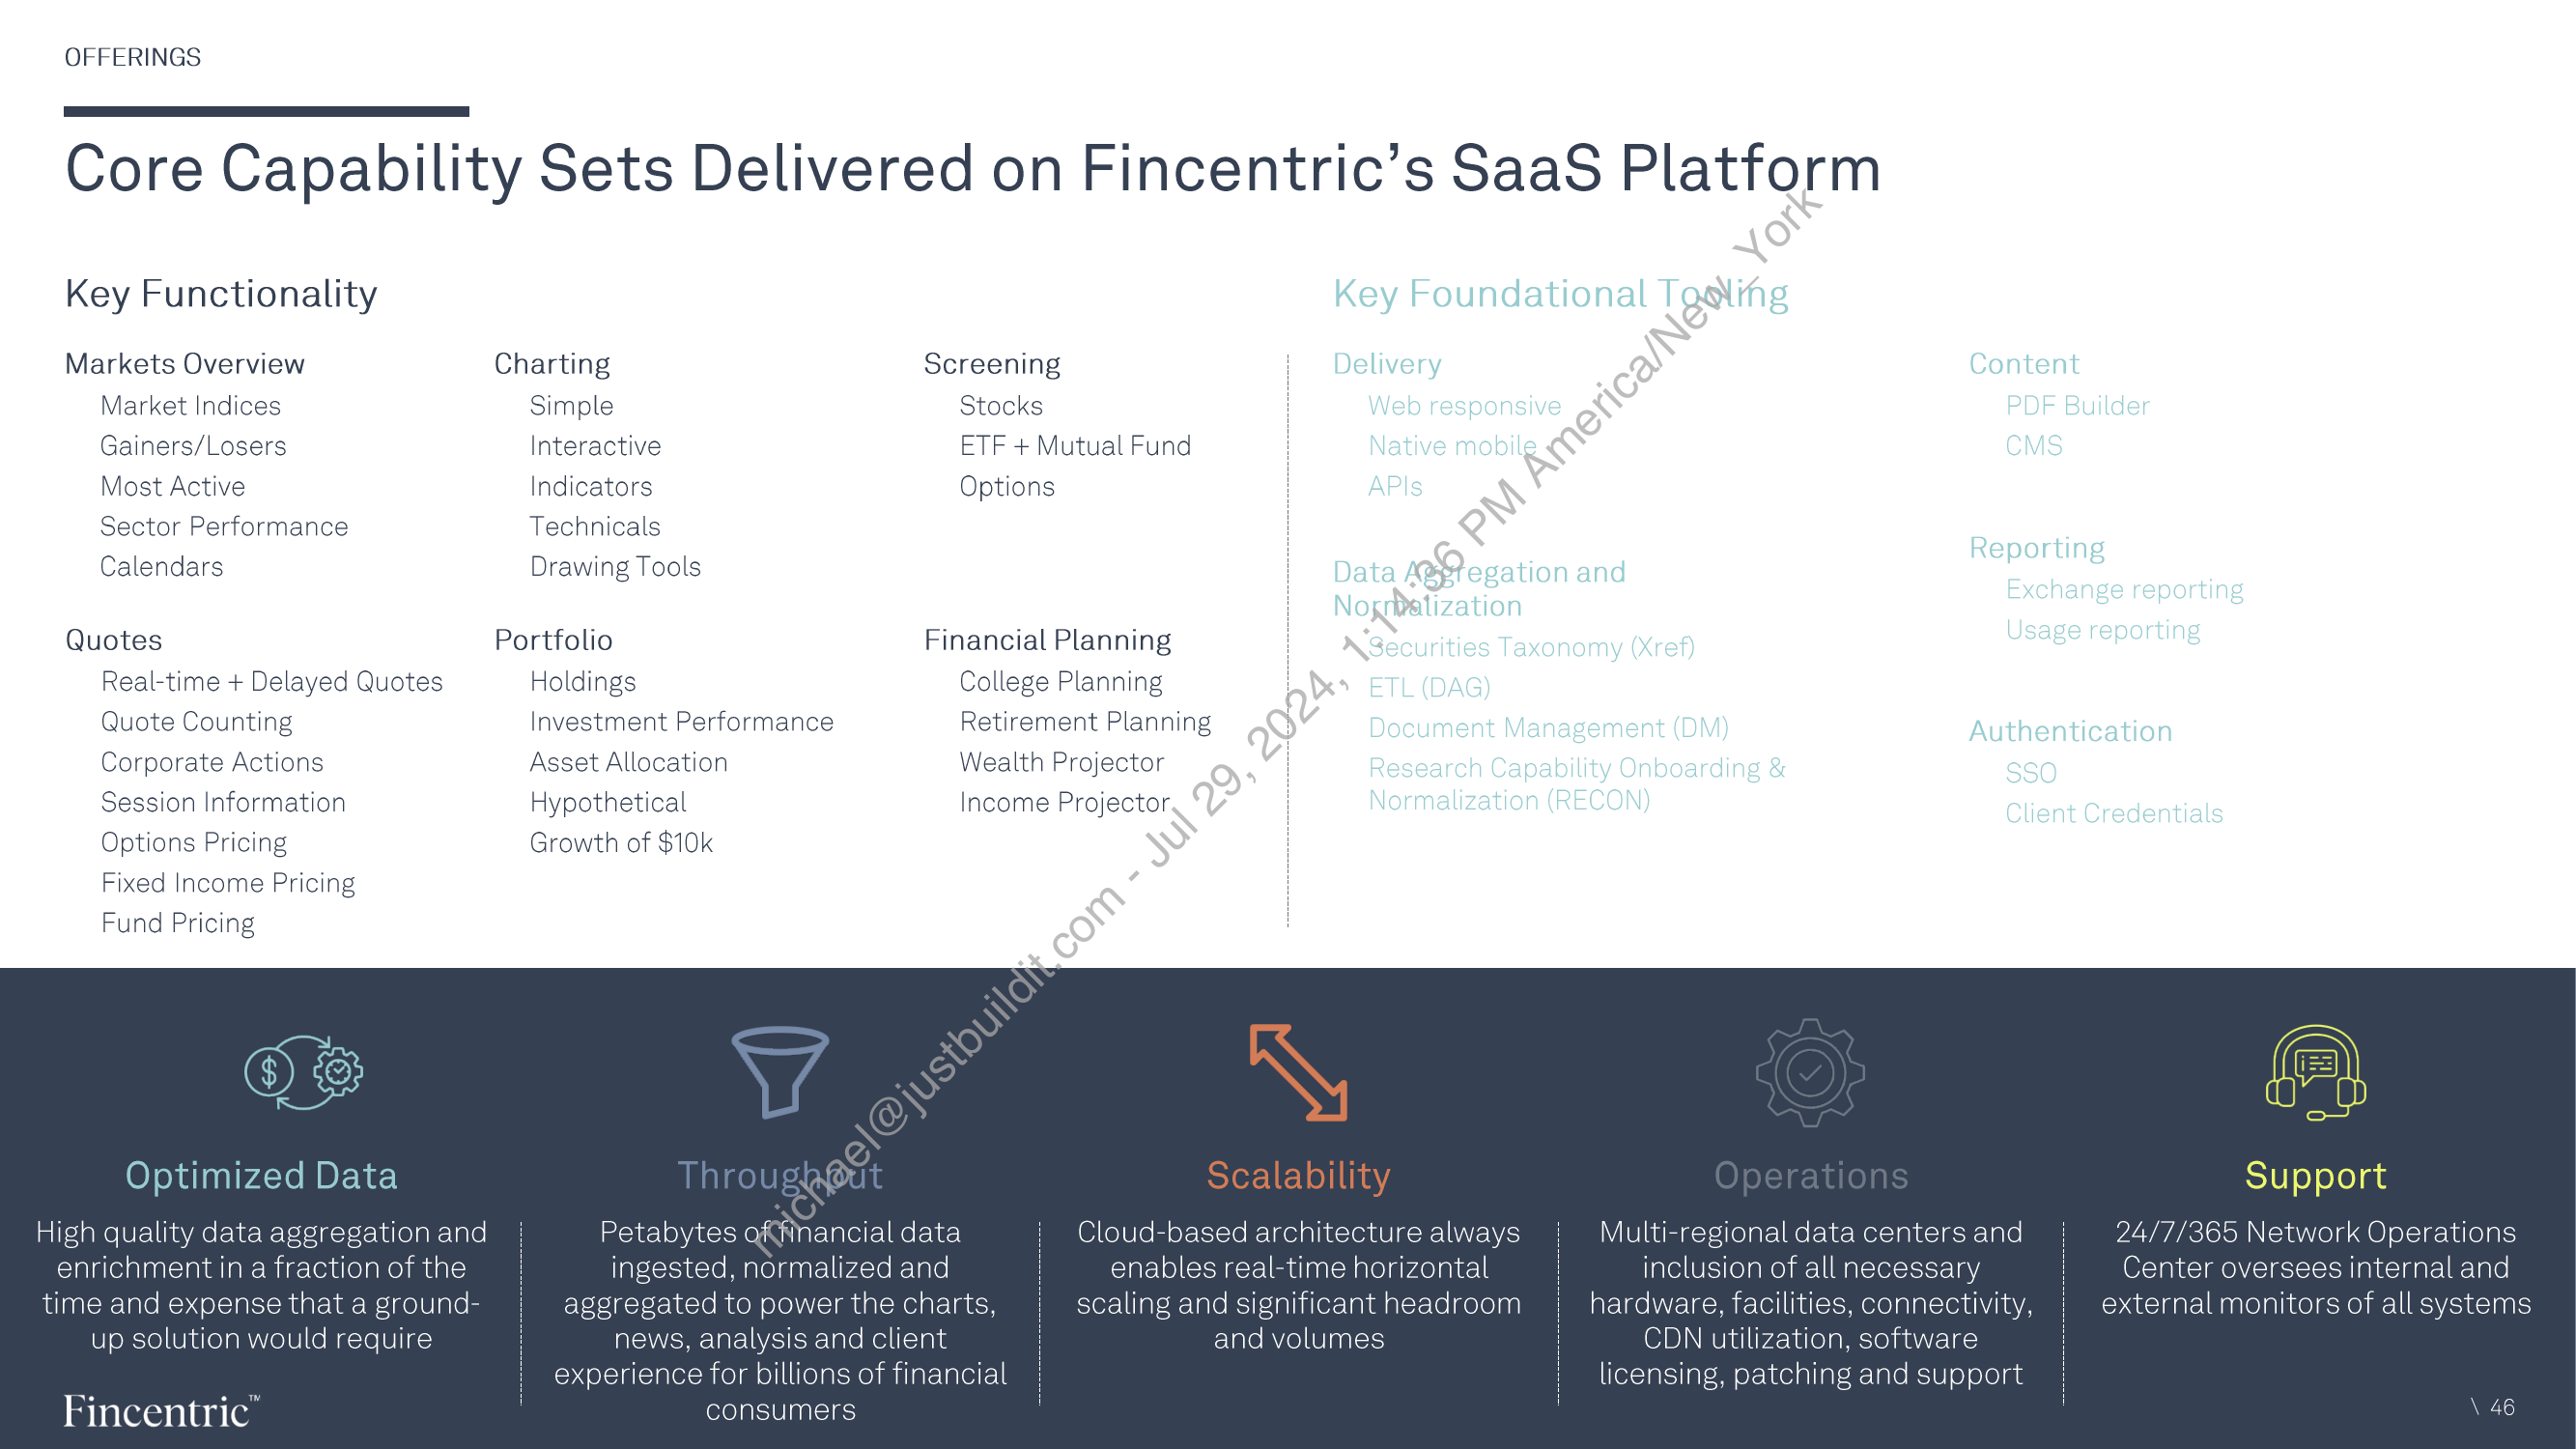 OFFERINGS
Core Capability Sets Delivered on Fincentric’s SaaS Platform
Key Functionality
Markets Overview
Market Indices
Gainers/Losers
Most Active
Sector Performance
Calendars
Quotes
Real-time + Delayed Quotes
Quote Counting
Corporate Actions
Session Information
Options Pricing
Fixed Income Pricing
Fund Pricing
Charting
Simple
Interactive
Indicators
Technicals
Drawing Tools
Portfolio
Holdings
Investment Performance
Asset Allocation
Hypothetical
Growth of $10k
Screening
Stocks
ETF + Mutual Fund
Options
Financial Planning
College Planning
Retirement Planning
Wealth Projector
Income Projector
Key Foundational Tooling
Delivery
Web responsive
Native mobile
APIs
Data Aggregation and
Normalization
Securities Taxonomy (Xref)
ETL (DAG)
Document Management (DM)
Research Capability Onboarding &
Normalization (RECON)
Content
PDF Builder
CMS
Reporting
Exchange reporting
Usage reporting
Authentication
SSO
Client Credentials
michael@justbuildit.com - Jul 29, 2024, 1:14:36 PM America/New_York
$
Optimized Data
High quality data aggregation and
enrichment in a fraction of the
time and expense that a ground-
up solution would require
Throughput
Petabytes of financial data
ingested, normalized and
aggregated to power the charts,
news, analysis and client
experience for billions of financial
consumers
Scalability
Cloud-based architecture always
enables real-time horizontal
scaling and significant headroom
and volumes
Operations
Multi-regional data centers and
inclusion of all necessary
hardware, facilities, connectivity,
CDN utilization, software
licensing, patching and support
Support
24/7/365 Network Operations
Center oversees internal and
external monitors of all systems
Fincentric™
\ 46